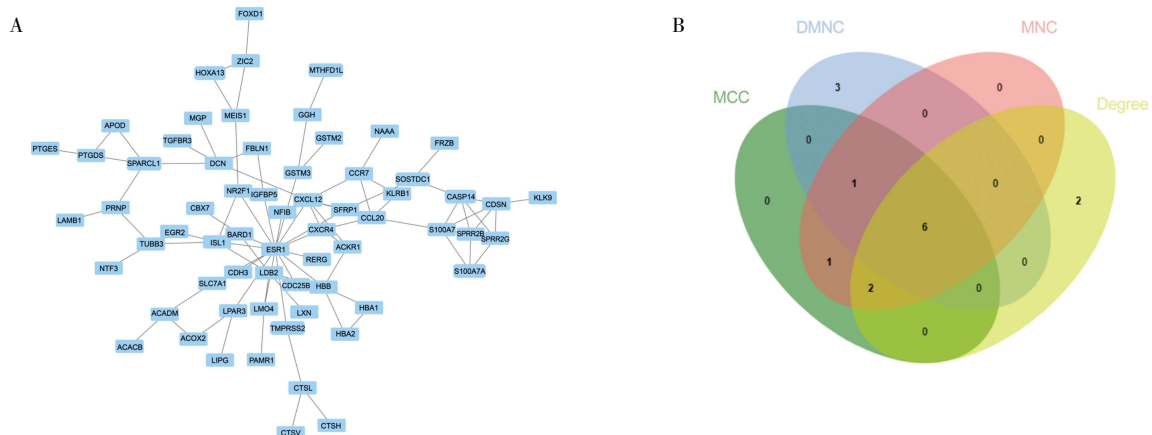 A
FOXD1
ZIC2
HOXA13
MTHFD1L
MEIS1
GGH
MGP
APOD
TGFBR3
FBLN1
GSTM2
NAAA
FRZB
PTGES
PTGDS
SPARCL1
DCN
GSTM3
CCR7
SOSTDC1
NR2F1
IGFBP5
KLRB1
CASP14
CDSN
KLK9
CXCL12
PRNP
CBX7
NFIB
SFRP1
CCL20
LAMB1
EGR2
BARD1
CXCR4
S100A7
SPRR2B
SPRR2G
TUBB3
ISL1
ESR1
ACKR1
RERG
NTF3
CDH3
LDB2
S100A7A
SLC7A1
CDC25B
HBB
ACADM
LPAR3
LMO4
LXN
HBA1
TMPRSS2
HBA2
ACACB
ACOX2
LIPG
PAMR1
CTSL
CTSV
CTSH
B
DMNC
MNC
MCC
Degree
3
0
0
0
0
1
0
0
2
6
1
0
2
0
0